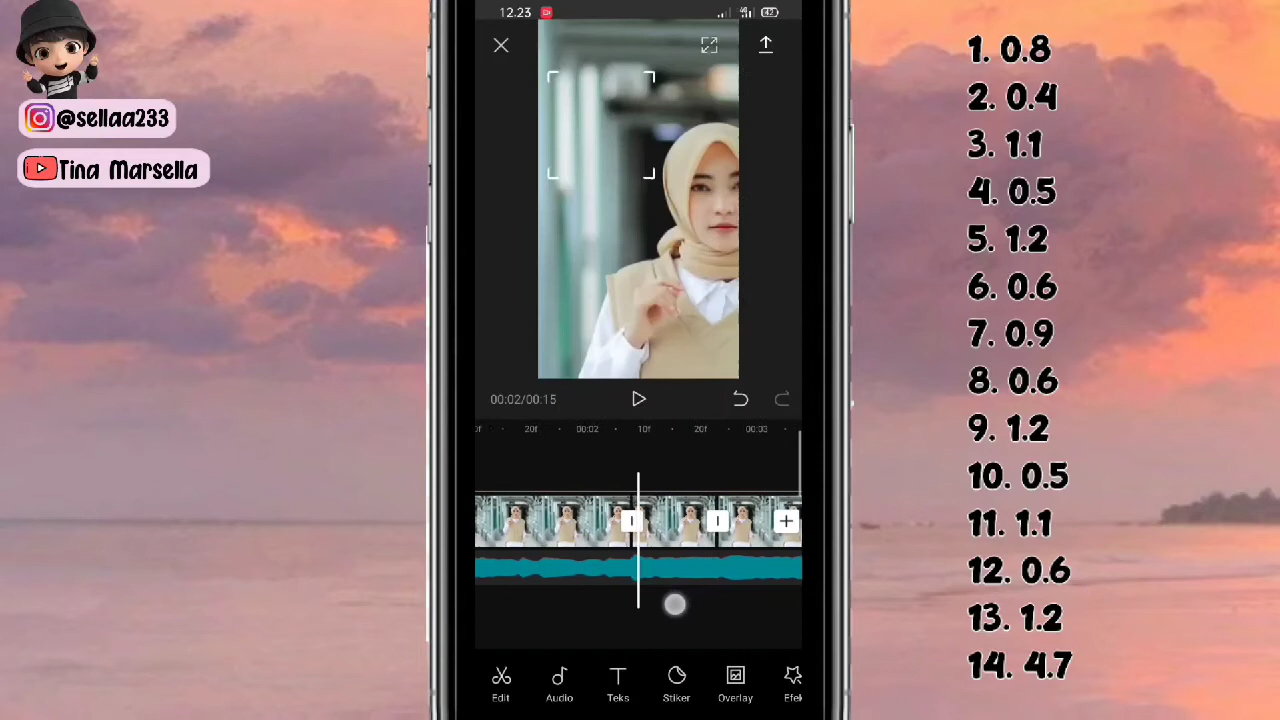 @sellaa233
Tina Marsella
12.23
42
00:02/00:15
0f
20f
00:02
10f
20f
00:03
Edit
Audio
Teks
Stiker
Overlay
Efek
1. 0.8
2. 0.4
3. 1.1
4. 0.5
5. 1.2
6. 0.6
7. 0.9
8. 0.6
9. 1.2
10. 0.5
11. 1.1
12. 0.6
13. 1.2
14. 4.7